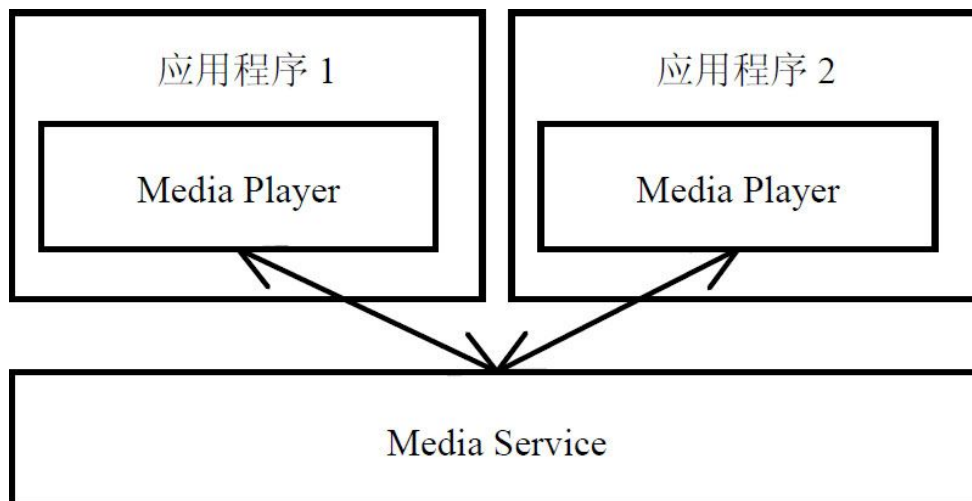 应用程序 1
应用程序 2
Media Player
Media Player
Media Service